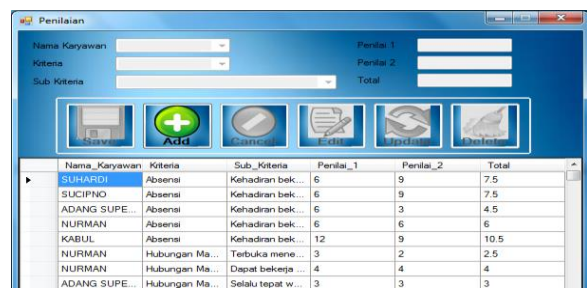 Penilaian
Nama Karyawan
Penilai 1
Kriteria
Penilai 2
Sub Kriteria
Total
Save Add Cancel Edit Update Delete
Nama_Karyawan Kriteria Sub_Kriteria Penilai_1 Penilai_2 Total
SUHARDI Absensi Kehadiran bek... 6 9 7.5
SUCIPNO Absensi Kehadiran bek... 6 9 7.5
ADANG SUPE... Absensi Kehadiran bek... 6 3 4.5
NURMAN Absensi Kehadiran bek... 6 6 6
KABUL Absensi Kehadiran bek... 12 9 10.5
NURMAN Hubungan Ma... Terbuka mene... 3 2 2.5
NURMAN Hubungan Ma... Dapat bekerja ... 4 4 4
ADANG SUPE... Hubungan Ma... Selalu tepat w... 3 3 3